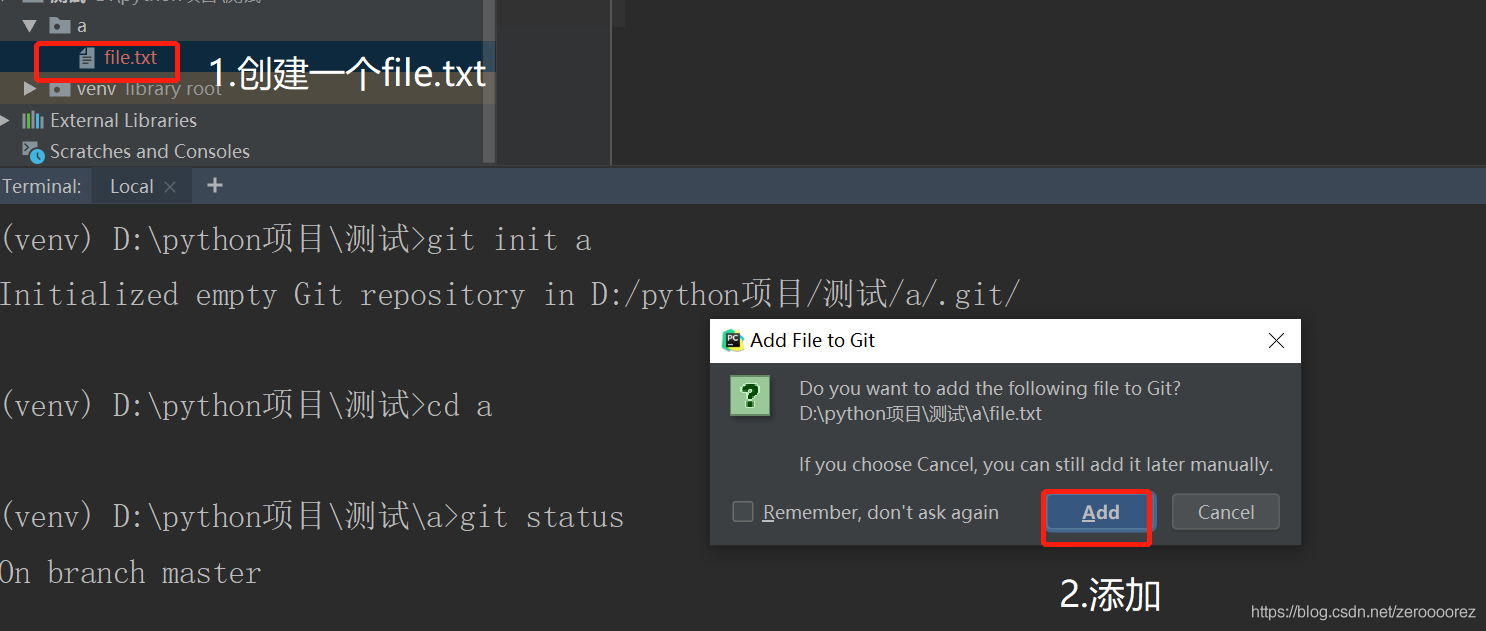 a
file.txt
1.创建一个file.txt
venv library root
External Libraries
Scratches and Consoles
Terminal: Local × +
(venv) D:\python项目\测试>git init a
Initialized empty Git repository in D:/python项目/测试/a/.git/
(venv) D:\python项目\测试>cd a
(venv) D:\python项目\测试\a>git status
On branch master
PC Add File to Git
Do you want to add the following file to Git?
D:\python项目\测试\a\file.txt
If you choose Cancel, you can still add it later manually.
Remember, don't ask again Add Cancel
2.添加
https://blog.csdn.net/zeroooorez